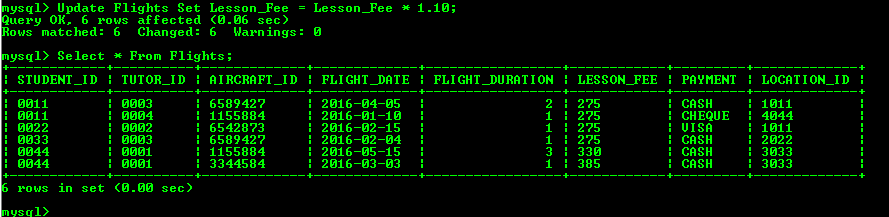 mysql> Update Flights Set Lesson_Fee = Lesson_Fee * 1.10;
Query OK, 6 rows affected (0.06 sec)
Rows matched: 6  Changed: 6  Warnings: 0
mysql> Select * From Flights;
+------------+----------+-------------+-------------+-----------------+------------+---------+-------------+
| STUDENT_ID | TUTOR_ID | AIRCRAFT_ID | FLIGHT_DATE | FLIGHT_DURATION | LESSON_FEE | PAYMENT | LOCATION_ID |
+------------+----------+-------------+-------------+-----------------+------------+---------+-------------+
| 0011       | 0003     | 6589427     | 2016-04-05  |               2 | 275        | CASH    | 1011        |
| 0011       | 0004     | 1155884     | 2016-01-10  |               1 | 275        | CHEQUE  | 4044        |
| 0022       | 0002     | 6542873     | 2016-02-15  |               1 | 275        | VISA    | 1011        |
| 0033       | 0003     | 6589427     | 2016-02-04  |               1 | 275        | CASH    | 2022        |
| 0044       | 0001     | 1155884     | 2016-05-15  |               3 | 330        | CASH    | 3033        |
| 0044       | 0001     | 3344584     | 2016-03-03  |               1 | 385        | CASH    | 3033        |
+------------+----------+-------------+-------------+-----------------+------------+---------+-------------+
6 rows in set (0.00 sec)
mysql>